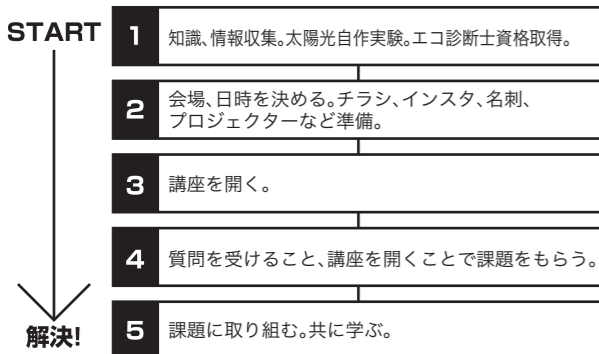 START
1 知識、情報収集。太陽光自作実験。エコ診断士資格取得。
2 会場、日時を決める。チラシ、インスタ、名刺、
プロジェクターなど準備。
3 講座を開く。
4 質問を受けること、講座を開くことで課題をもらう。
5 課題に取り組む。共に学ぶ。
解決!